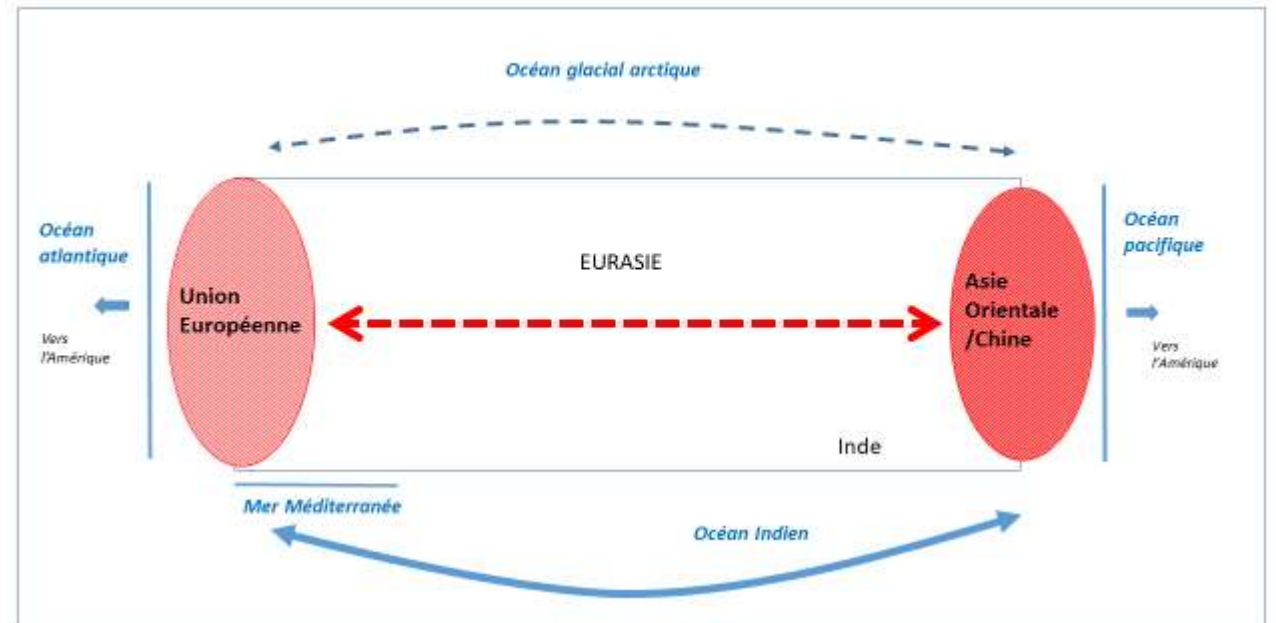 Océan glacial arctique
Océan
atlantique
Vers
l'Amérique
Union
Européenne
EURASIE
Asie
Orientale
/Chine
Océan
pacifique
Vers
l'Amérique
Inde
Mer Méditerranée
Océan Indien